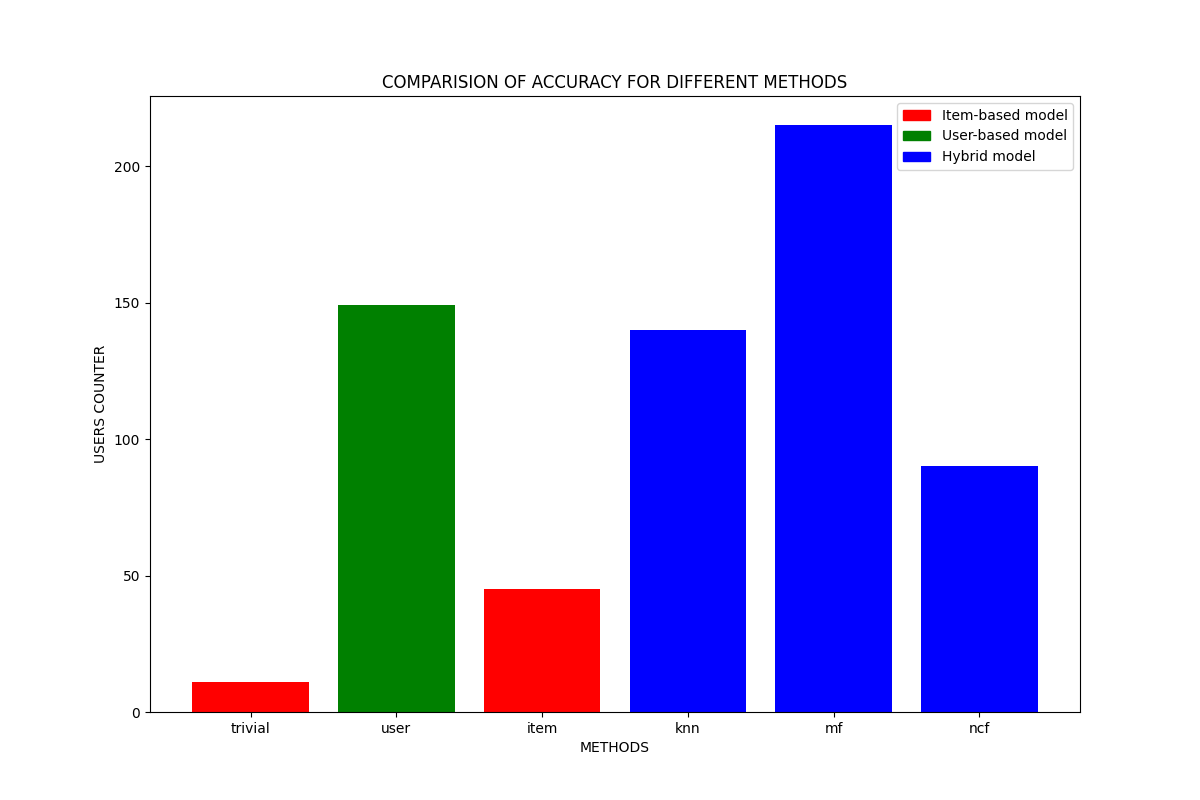 COMPARISION OF ACCURACY FOR DIFFERENT METHODS
Item-based model
User-based model
Hybrid model
USERS COUNTER
200
150
100
50
0
trivial user item knn mf ncf
METHODS